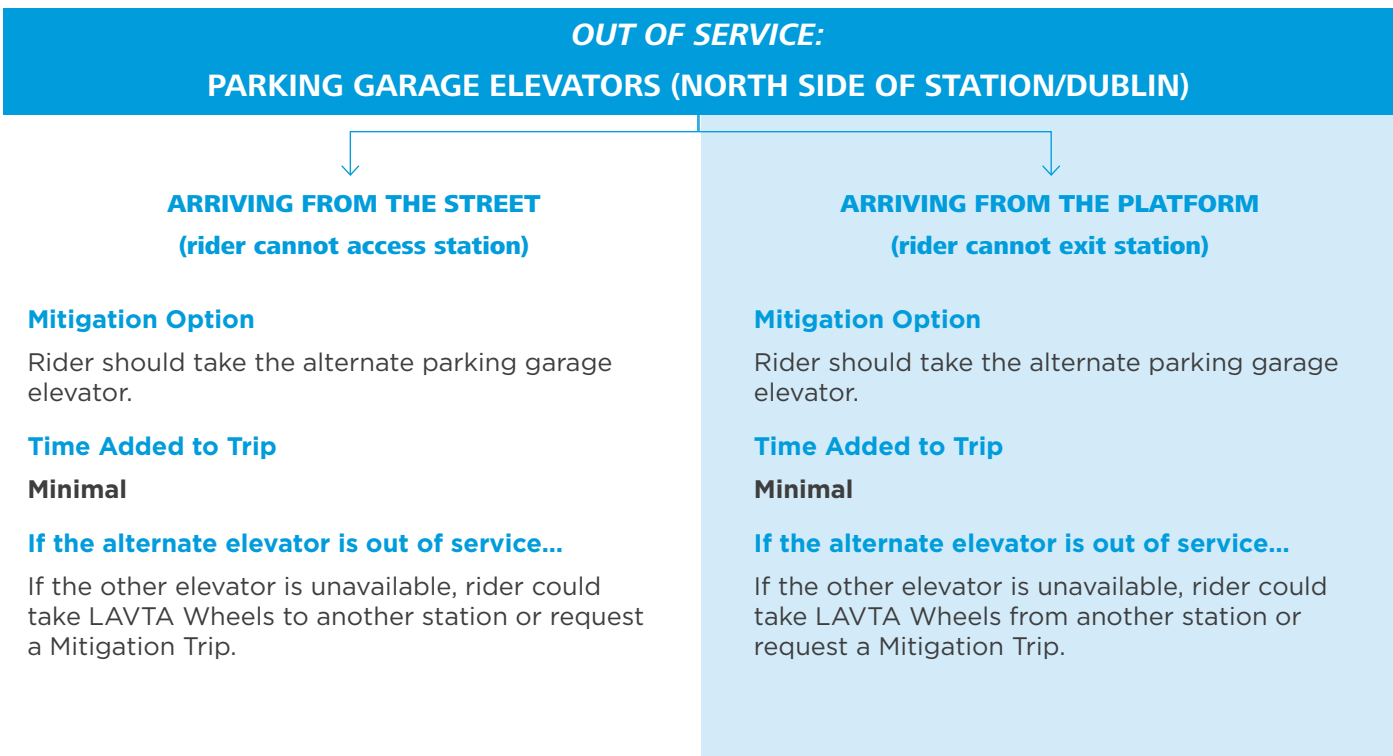 OUT OF SERVICE:
PARKING GARAGE ELEVATORS (NORTH SIDE OF STATION/DUBLIN)
ARRIVING FROM THE STREET
(rider cannot access station)
Mitigation Option
Rider should take the alternate parking garage
elevator.
Time Added to Trip
Minimal
If the alternate elevator is out of service...
If the other elevator is unavailable, rider could
take LAVTA Wheels to another station or request
a Mitigation Trip.
ARRIVING FROM THE PLATFORM
(rider cannot exit station)
Mitigation Option
Rider should take the alternate parking garage
elevator.
Time Added to Trip
Minimal
If the alternate elevator is out of service...
If the other elevator is unavailable, rider could
take LAVTA Wheels from another station or
request a Mitigation Trip.